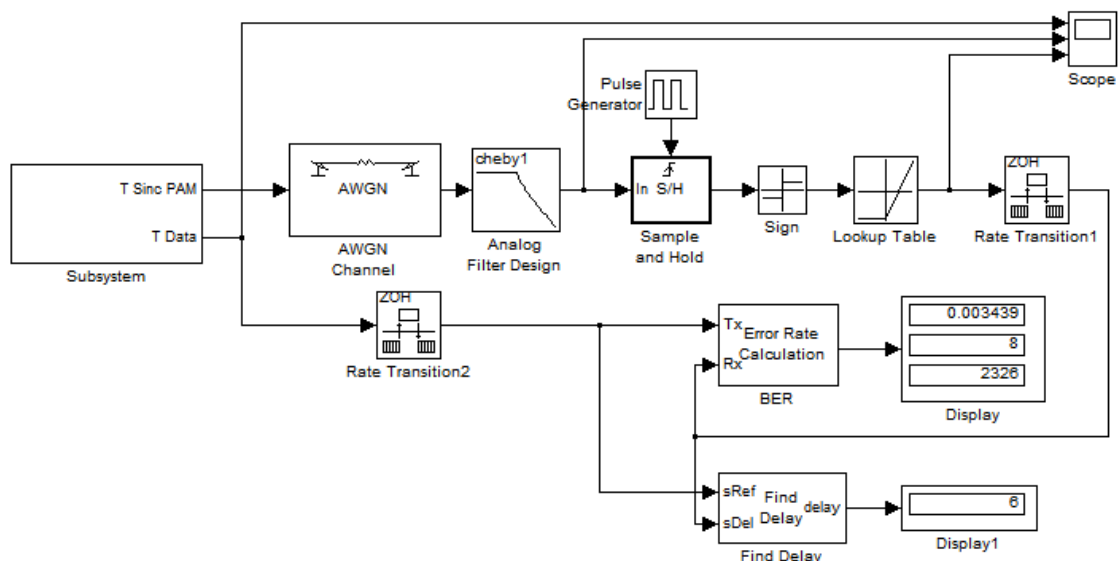 Scope
Pulse
Generator
T Sinc PAM
T Data
Subsystem
AWGN
AWGN
Channel
cheby1
Analog
Filter Design
In S/H
Sample
and Hold
Sign
Lookup Table
ZOH
Rate Transition1
ZOH
Rate Transition2
Tx
Rx
Error Rate
Calculation
BER
0.003439
8
2326
Display
sRef
sDel
Find
Delay
delay
Find Delay
6
Display1